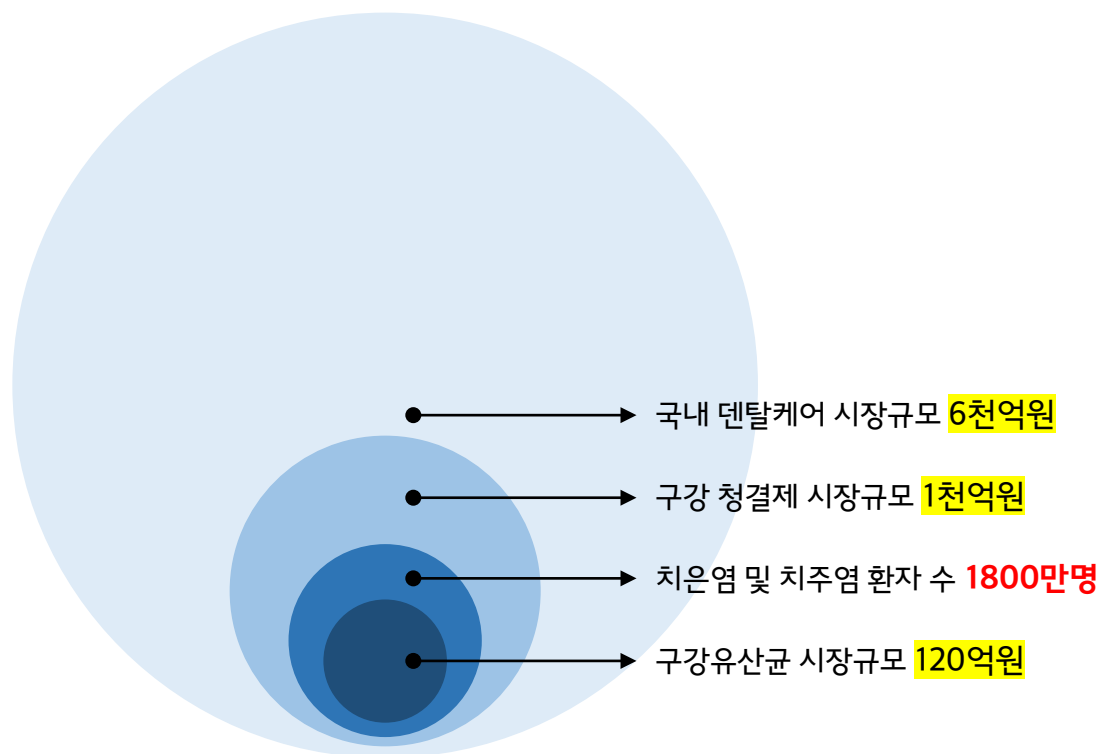 국내 덴탈케어 시장규모 6천억원
구강 청결제 시장규모 1천억원
치은염 및 치주염 환자 수 1800만명
구강유산균 시장규모 120억원